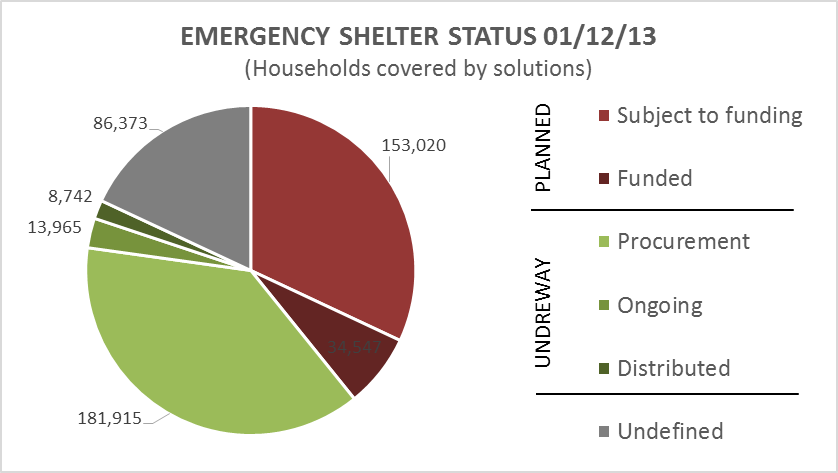 EMERGENCY SHELTER STATUS 01/12/13
(Households covered by solutions)
86,373
153,020
8,742
13,965
34,547
181,915
PLANNED
Subject to funding
Funded
UNDREWAY
Procurement
Ongoing
Distributed
Undefined